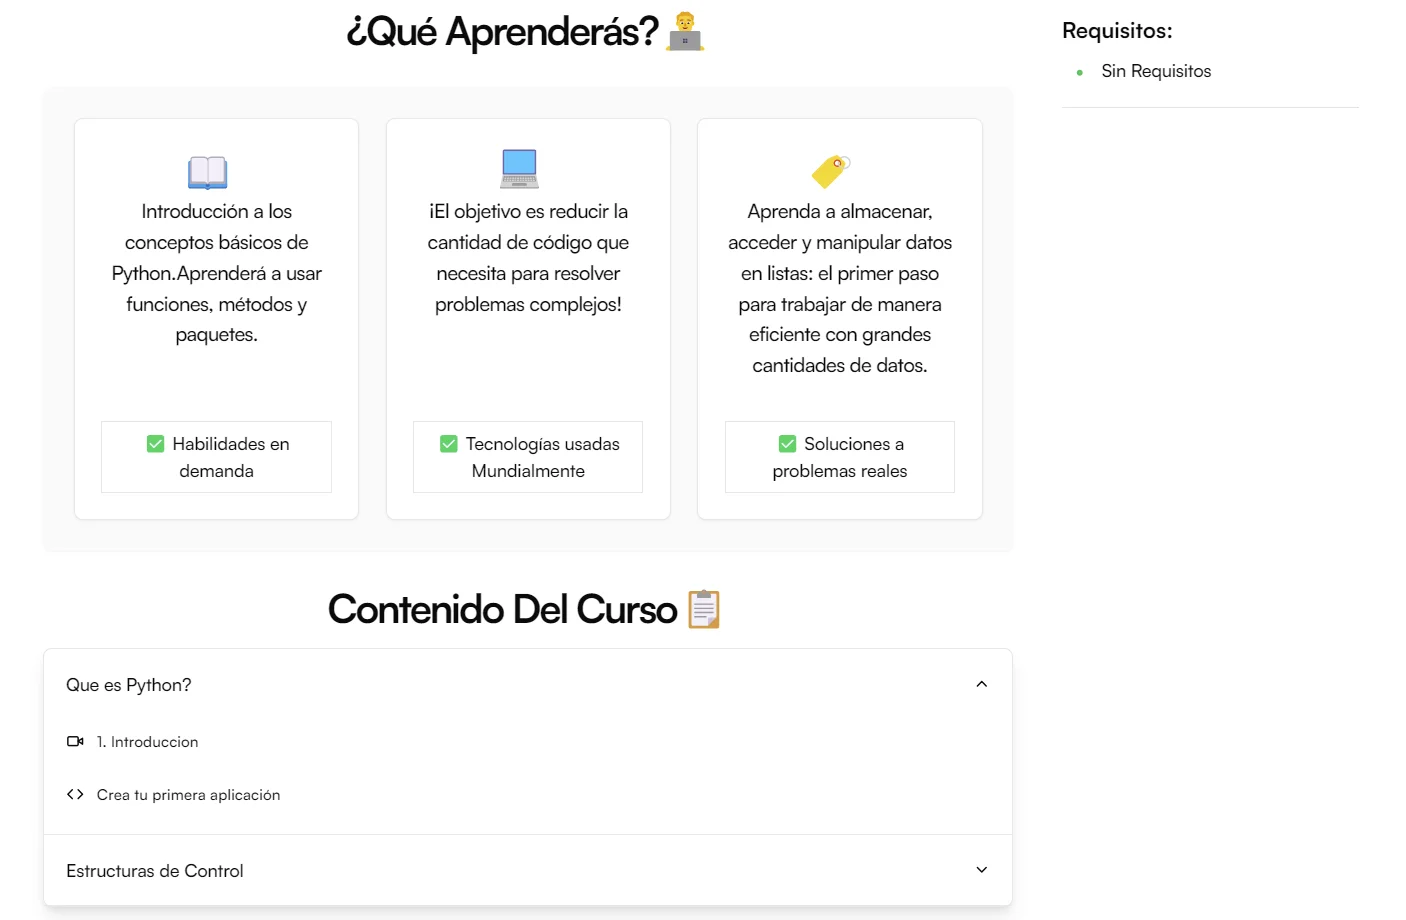 ¿Qué Aprenderás?
Introducción a los
conceptos básicos de
Python.Aprenderá a usar
funciones, métodos y
paquetes.
Habilidades en
demanda
¡El objetivo es reducir la
cantidad de código que
necesita para resolver
problemas complejos!
Tecnologías usadas
Mundialmente
Aprenda a almacenar,
acceder y manipular datos
en listas: el primer paso
para trabajar de manera
eficiente con grandes
cantidades de datos.
Soluciones a
problemas reales
Contenido Del Curso
Que es Python?
1. Introduccion
Crea tu primera aplicación
Estructuras de Control
Requisitos:
Sin Requisitos